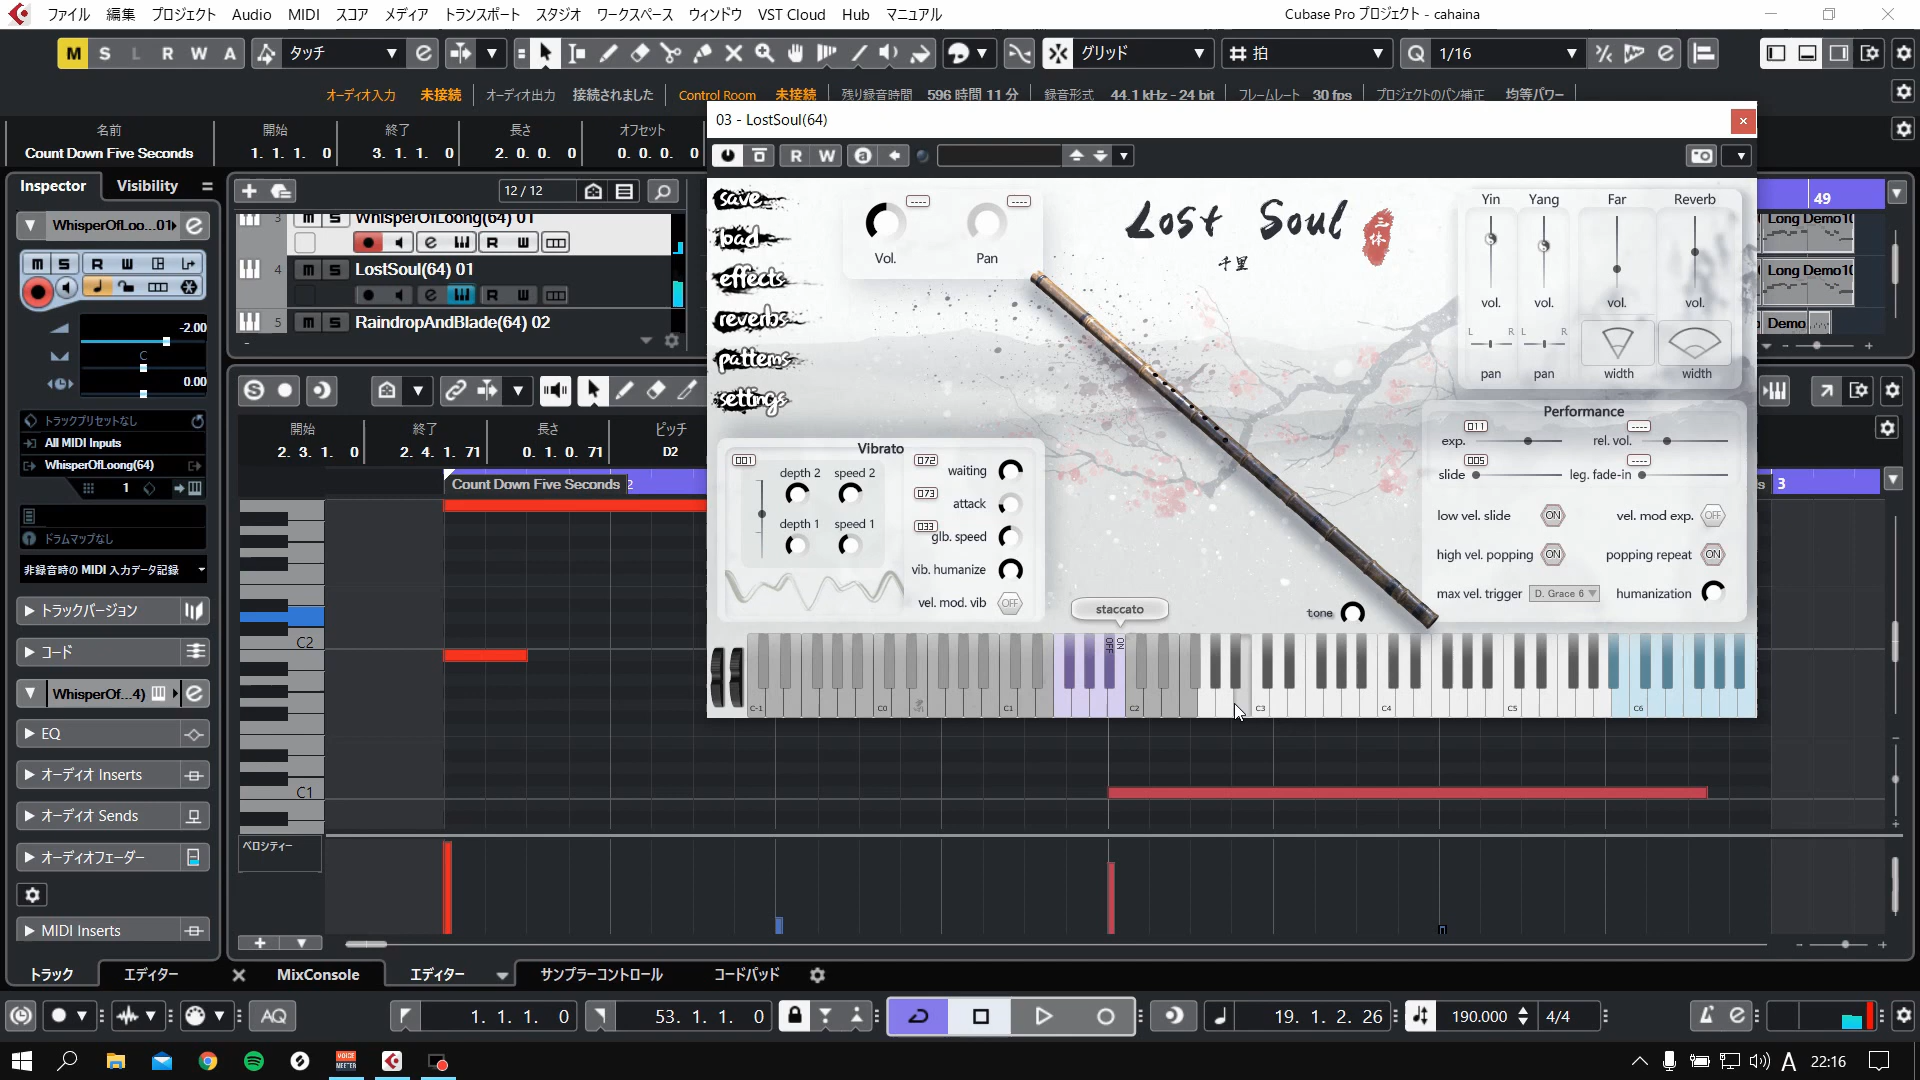 ファイル 編集 プロジェクト Audio MIDI スコア メディア トランスポート スタジオ ワークスペース ウィンドウ VST Cloud Hub マニュアル Cubase Pro プロジェクト - cahaina
M S L R W A タッチ グリッド 拍 Q 1/16
オーディオ入力 未接続 オーディオ出力 接続されました Control Room 未接続 残り録音時間 596 時間 11 分 録音形式 44.1 kHz - 24 bit フレームレート 30 fps プロジェクトのパン補正 均等パワー
名前 開始 終了 長さ オフセット
Count Down Five Seconds 1. 1. 1. 0 3. 1. 1. 0 2. 0. 0. 0 0. 0. 0. 0
03 - LostSoul(64)
R W
Inspector Visibility
12 / 12
WhisperOfLoo...01
3 m S WhisperOfLoong(64) 01
R W
4 m S LostSoul(64) 01
R W
5 m S RaindropAndBlade(64) 02
m S R W
-2.00
C
0.00
トラックプリセットなし
All MIDI Inputs
WhisperOfLoong(64)
1
ドラムマップなし
非録音時の MIDI 入力データ記録
トラックバージョン
コード
WhisperOf...4)
EQ
オーディオ Inserts
オーディオ Sends
オーディオフェーダー
MIDI Inserts
開始 終了 長さ ピッチ
2. 3. 1. 0 2. 4. 1. 71 0. 1. 0. 71 D2
Count Down Five Seconds 2
C2
C1
ベロシティー
save
load
effects
reverbs
patterns
settings
Vol. Pan
Lost Soul
千里
Yin Yang Far Reverb
vol. vol. vol. vol.
L R L R
pan pan width width
Vibrato
001
depth 2 speed 2
depth 1 speed 1
072 waiting
073 attack
033 glb. speed
vib. humanize
vel. mod. vib OFF
Performance
011
exp. rel. vol.
005
slide leg. fade-in
low vel. slide ON vel. mod exp. OFF
high vel. popping ON popping repeat ON
max vel. trigger D. Grace 6 humanization
staccato
tone
OFF ON
C-1 C0 C1 C2 C3 C4 C5 C6
49
Long Demo10
Long Demo10
Demo
s 3
トラック エディター MixConsole エディター サンプラーコントロール コードパッド
AQ 1. 1. 1. 0 53. 1. 1. 0 19. 1. 2. 26 190.000 4/4
VOICE MEETER
A 22:16